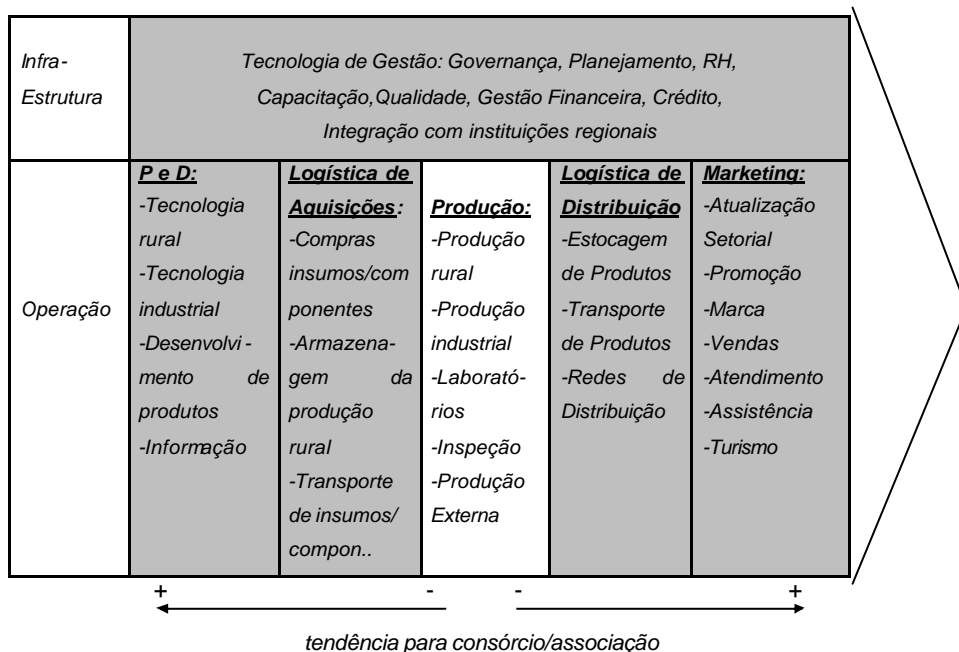 Infra-
Estrutura
Tecnologia de Gestão: Governança, Planejamento, RH,
Capacitação,Qualidade, Gestão Financeira, Crédito,
Integração com instituições regionais
Operação
P e D:
-Tecnologia
rural
-Tecnologia
industrial
-Desenvolvi-
mento de
produtos
-Informação
Logística de
Aquisições:
-Compras
insumos/com
ponentes
-Armazena-
gem da
produção
rural
-Transporte
de insumos/
compon..
Produção:
-Produção
rural
-Produção
industrial
-Laborató-
rios
-Inspeção
-Produção
Externa
Logística de
Distribuição
-Estocagem
de Produtos
-Transporte
de Produtos
-Redes de
Distribuição
Marketing:
-Atualização
Setorial
-Promoção
-Marca
-Vendas
-Atendimento
-Assistência
-Turismo
+ - - +
tendência para consórcio/associação